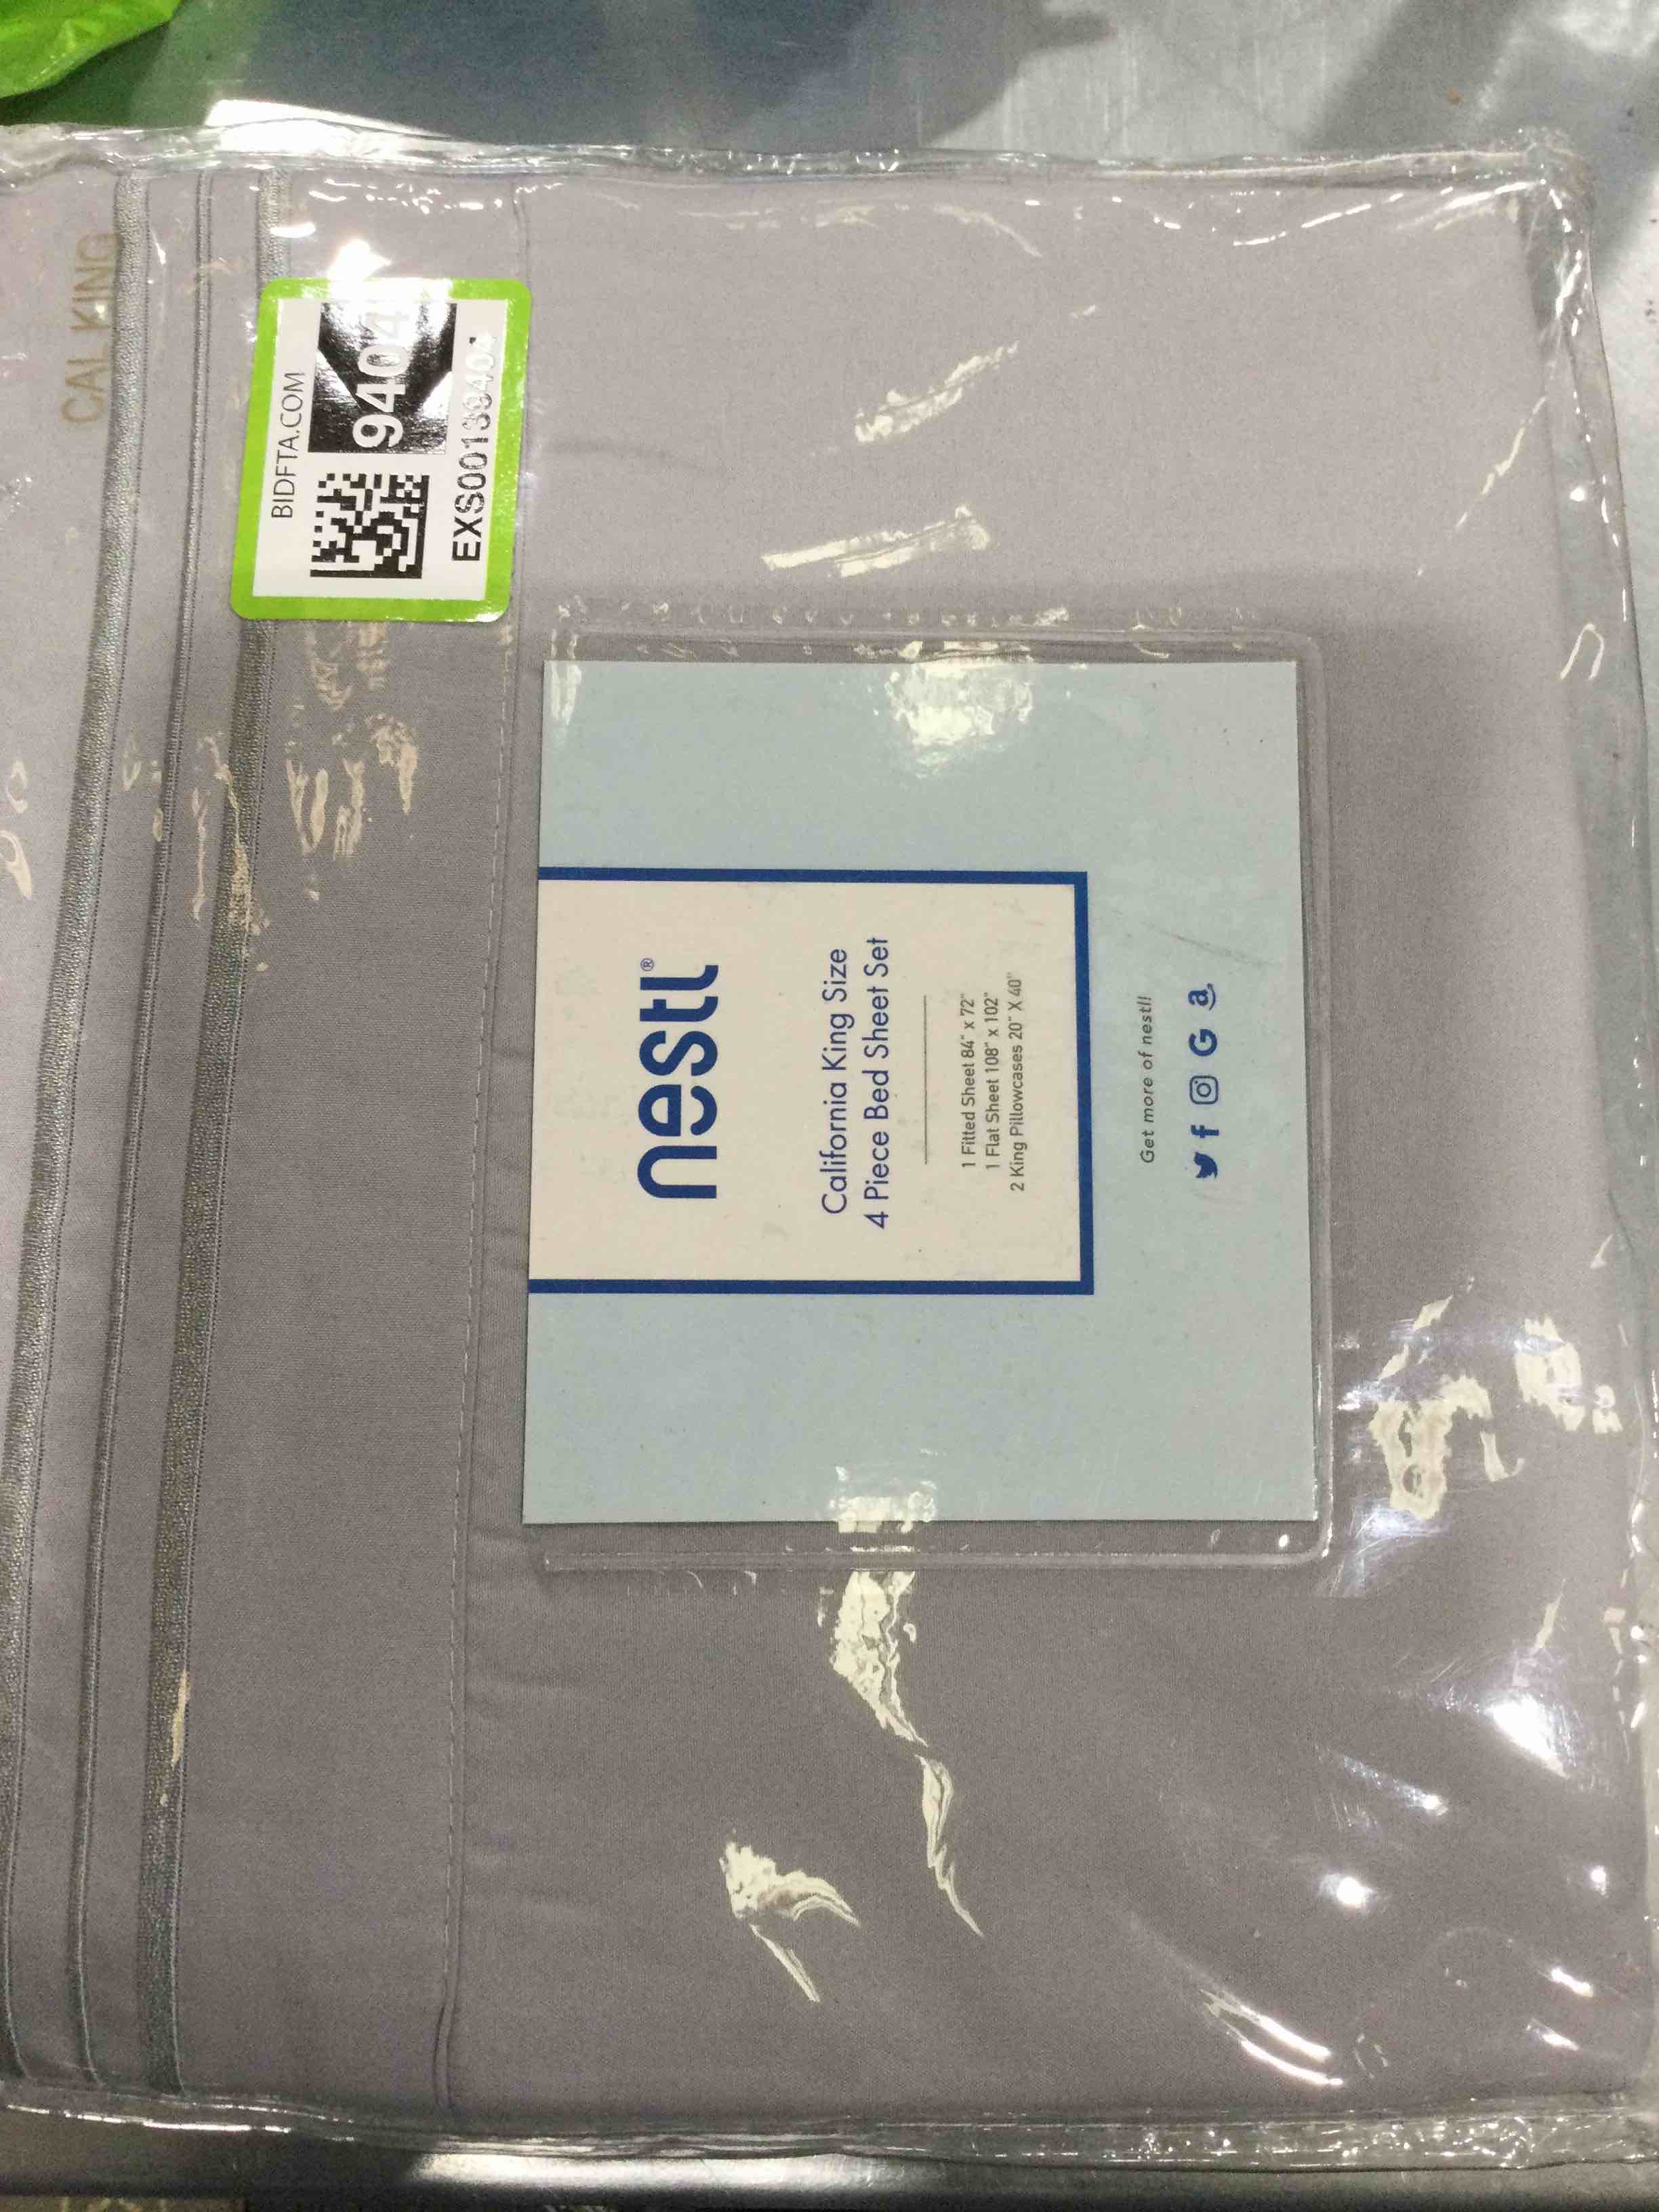 CAL KING
BIDFTA.COM
9404
EXS00139404
nestl®
California King Size
4 Piece Bed Sheet Set
1 Fitted Sheet 84" x 72"
1 Flat Sheet 108" x 102"
2 King Pillowcases 20" X 40"
Get more of nestl!